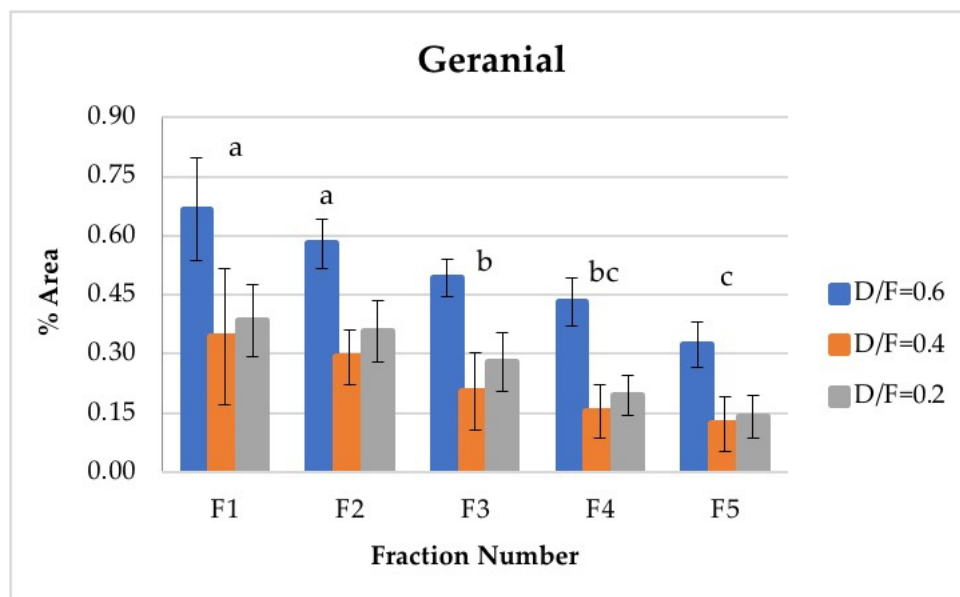 Geranial
0.90
0.75
0.60
0.45
0.30
0.15
0.00
% Area
a
a
b
bc
c
F1 F2 F3 F4 F5
Fraction Number
D/F=0.6
D/F=0.4
D/F=0.2